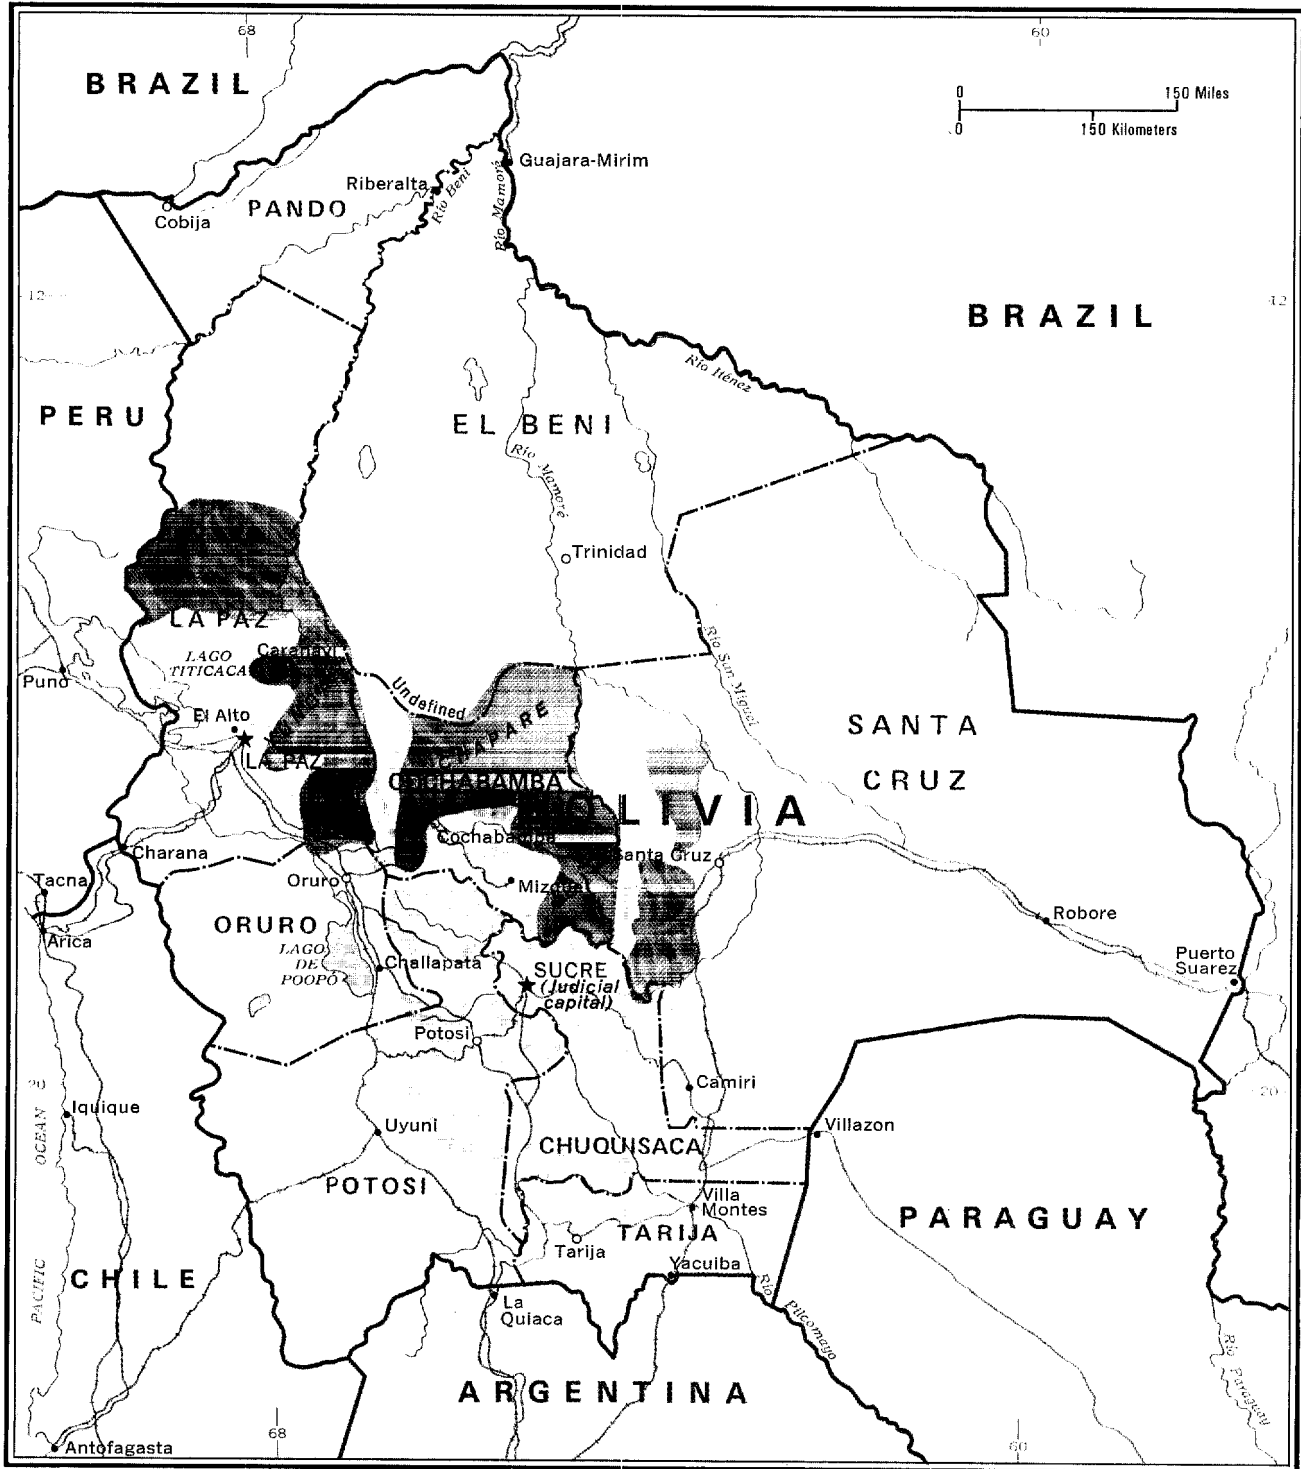 68
60
BRAZIL
0 150 Miles
0 150 Kilometers
Guajara-Mirim
Riberalta
Río Beni
Río Mamoré
PANDO
Cobija
12
12
BRAZIL
Río Iténez
PERU
EL BENI
Río Mamoré
Trinidad
LA PAZ
Caranavi
LAGO
TITICACA
Río San Miguel
Puno
Undefined
El Alto
CHAPARE
SANTA
CRUZ
LA PAZ
COCHABAMBA
BOLIVIA
Cochabamba
Santa Cruz
Charana
Tacna
Oruro
Mizque
Robore
ORURO
Arica
LAGO
DE
POOPÓ
Challapata
SUCRE
(Judicial
capital)
Puerto
Suarez
Potosi
Camiri
20
20
Iquique
OCEAN
Uyuni
Villazon
CHUQUISACA
POTOSI
Villa
Montes
PARAGUAY
TARIJA
Tarija
Yacuiba
CHILE
PACIFIC
La
Quiaca
Río Pilcomayo
Río Paraguay
ARGENTINA
68
60
Antofagasta